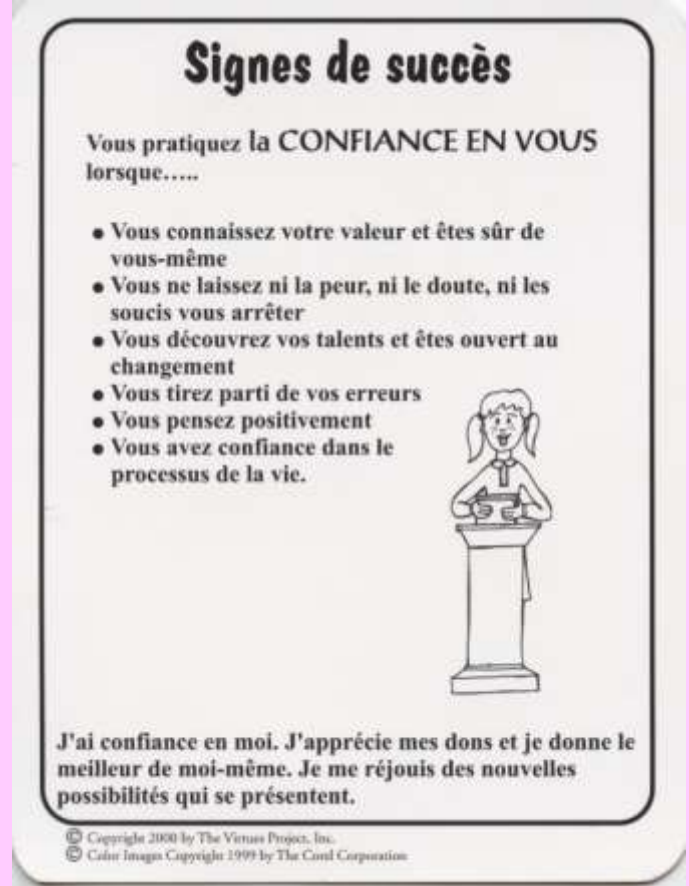 Signes de succès
Vous pratiquez la CONFIANCE EN VOUS
lorsque.....
• Vous connaissez votre valeur et êtes sûr de
vous-même
• Vous ne laissez ni la peur, ni le doute, ni les
soucis vous arrêter
• Vous découvrez vos talents et êtes ouvert au
changement
• Vous tirez parti de vos erreurs
• Vous pensez positivement
• Vous avez confiance dans le
processus de la vie.
J'ai confiance en moi. J'apprécie mes dons et je donne le
meilleur de moi-même. Je me réjouis des nouvelles
possibilités qui se présentent.
© Copyright 2000 by The Virtues Project, Inc.
© Color Images Copyright 1999 by The Cord Corporation